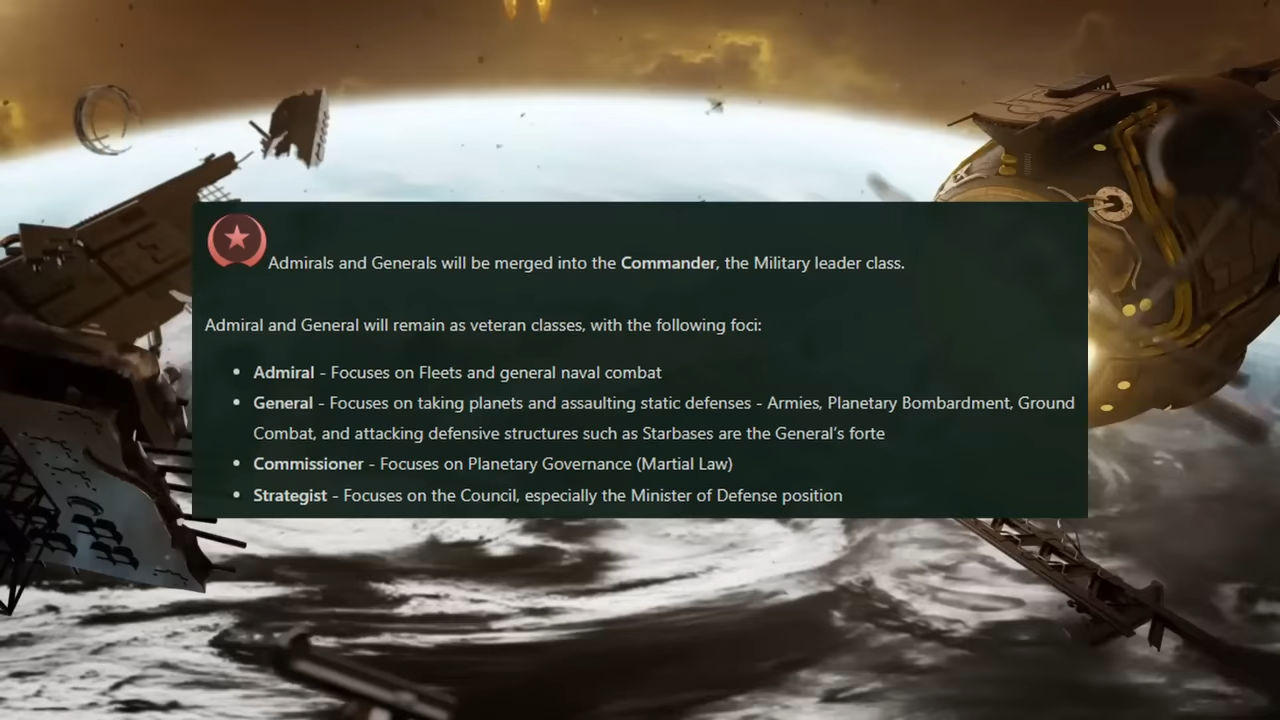 Admirals and Generals will be merged into the Commander, the Military leader class.
Admiral and General will remain as veteran classes, with the following foci:
• Admiral - Focuses on Fleets and general naval combat
• General - Focuses on taking planets and assaulting static defenses - Armies, Planetary Bombardment, Ground
Combat, and attacking defensive structures such as Starbases are the General’s forte
• Commissioner - Focuses on Planetary Governance (Martial Law)
• Strategist - Focuses on the Council, especially the Minister of Defense position